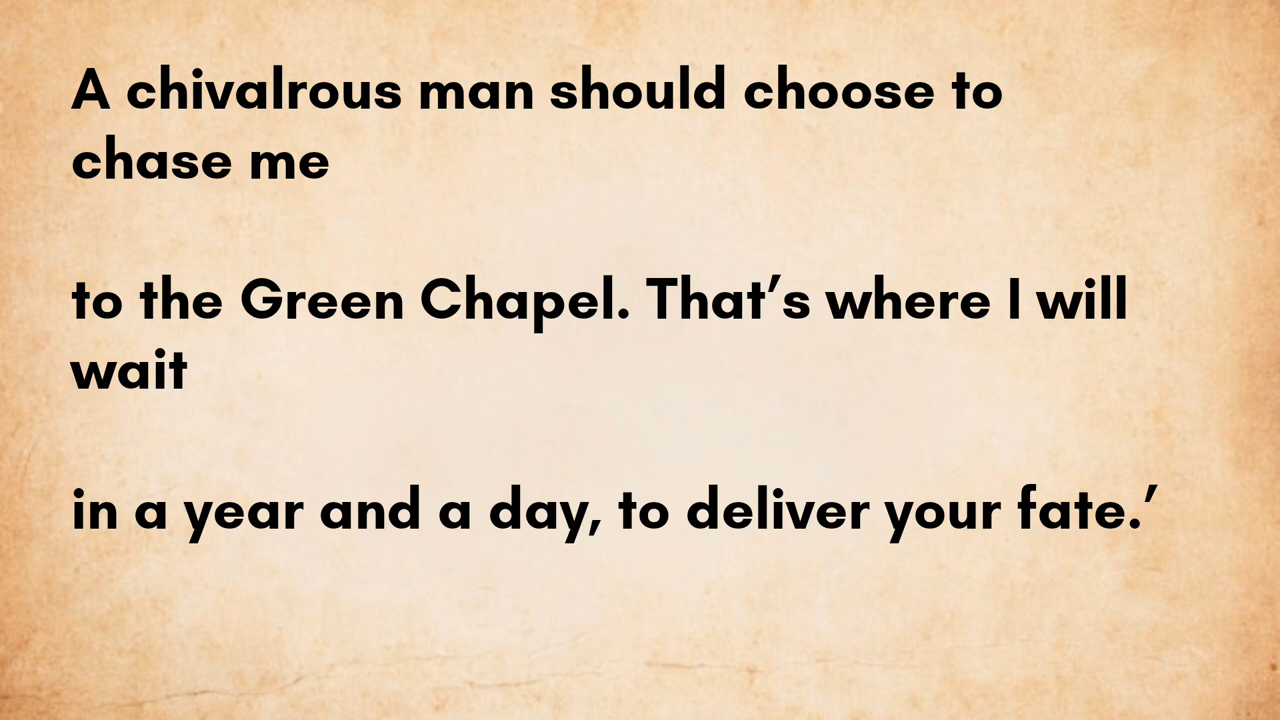 A chivalrous man should choose to
chase me
to the Green Chapel. That’s where I will
wait
in a year and a day, to deliver your fate.’